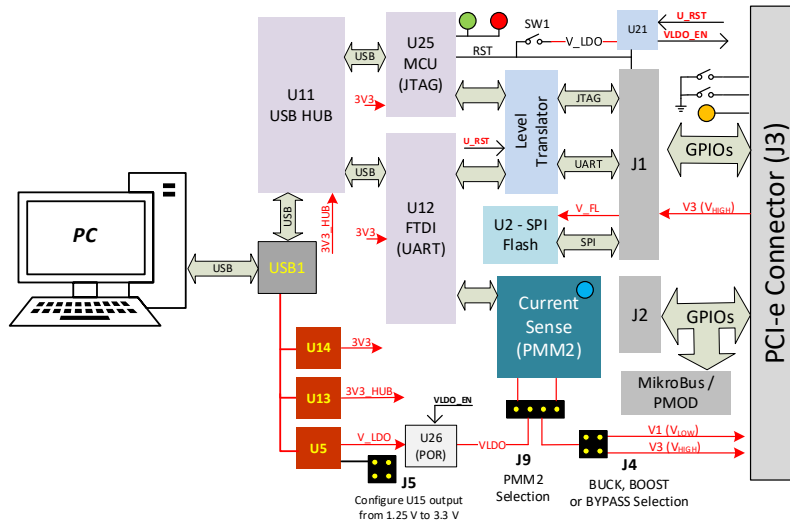 U25
MCU
(JTAG)
RST
SW1
V_LDO
U21
U_RST
VLDO_EN
U11
USB HUB
USB
3V3
Level
Translator
JTAG
UART
J1
GPIOs
PCI-e Connector (J3)
U_RST
USB
U12
FTDI
(UART)
3V3
V_FL
V3 (VHIGH)
U2 - SPI
Flash
SPI
PC
USB
USB
3V3_HUB
USB1
Current
Sense
(PMM2)
J2
GPIOs
MikroBus /
PMOD
U14
3V3
U13
3V3_HUB
U5
V_LDO
VLDO_EN
U26
(POR)
VLDO
V1 (VLOW)
V3 (VHIGH)
J5
Configure U15 output
from 1.25 V to 3.3 V
J9
PMM2
Selection
J4
BUCK, BOOST
or BYPASS Selection